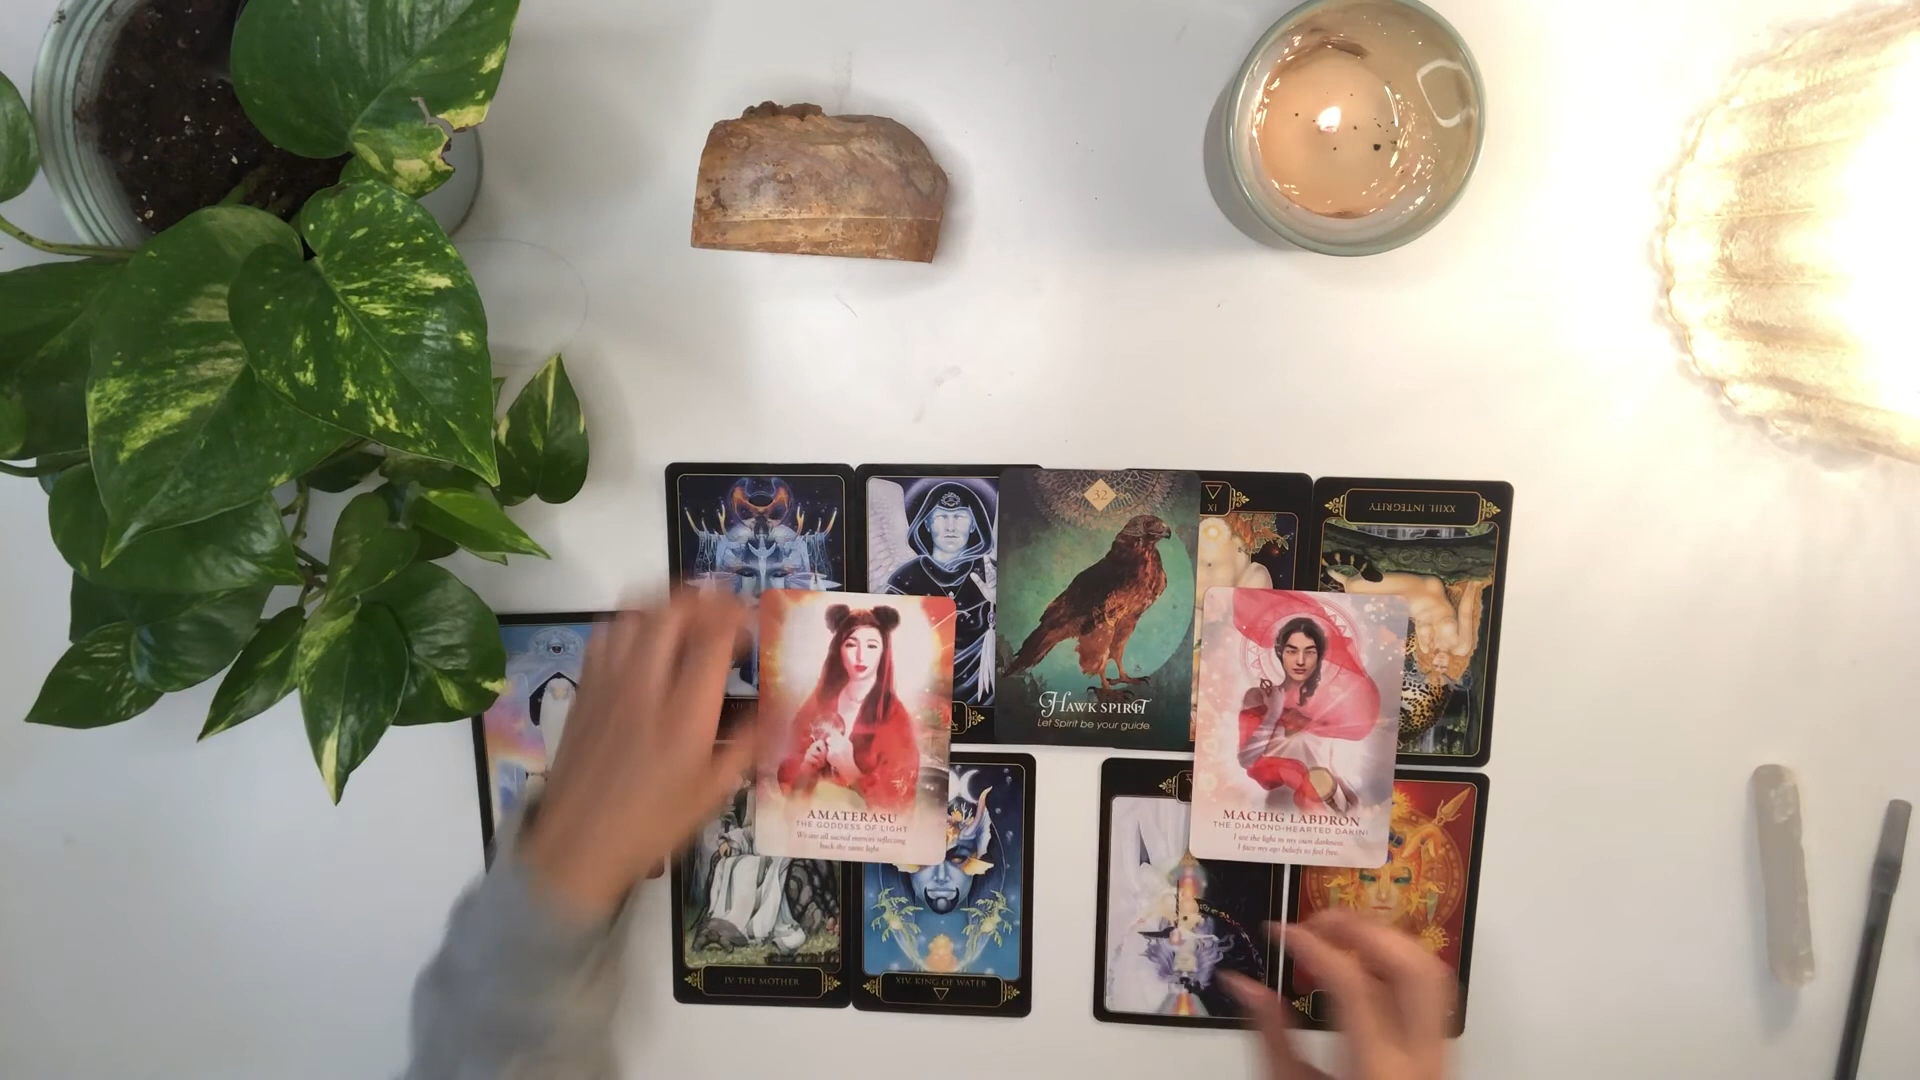 32
IX
XXIII. INTEGRITY
HAWK SPIRIT
Let Spirit be your guide
AMATERASU
THE GODDESS OF LIGHT
We are all sacred mirrors reflecting
back the same light.
MACHIG LABDRON
THE DIAMOND-HEARTED DAKINI
I see the light in my own darkness.
I face my ego beliefs to feel free.
IV. THE MOTHER
XIV. KING OF WATER